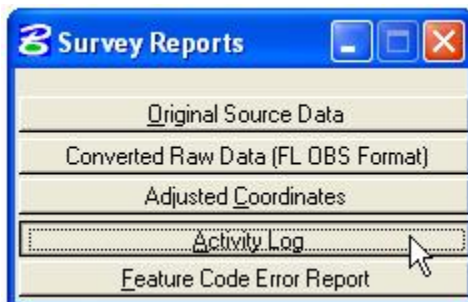 Survey Reports
Original Source Data
Converted Raw Data (FL OBS Format)
Adjusted Coordinates
Activity Log
Feature Code Error Report